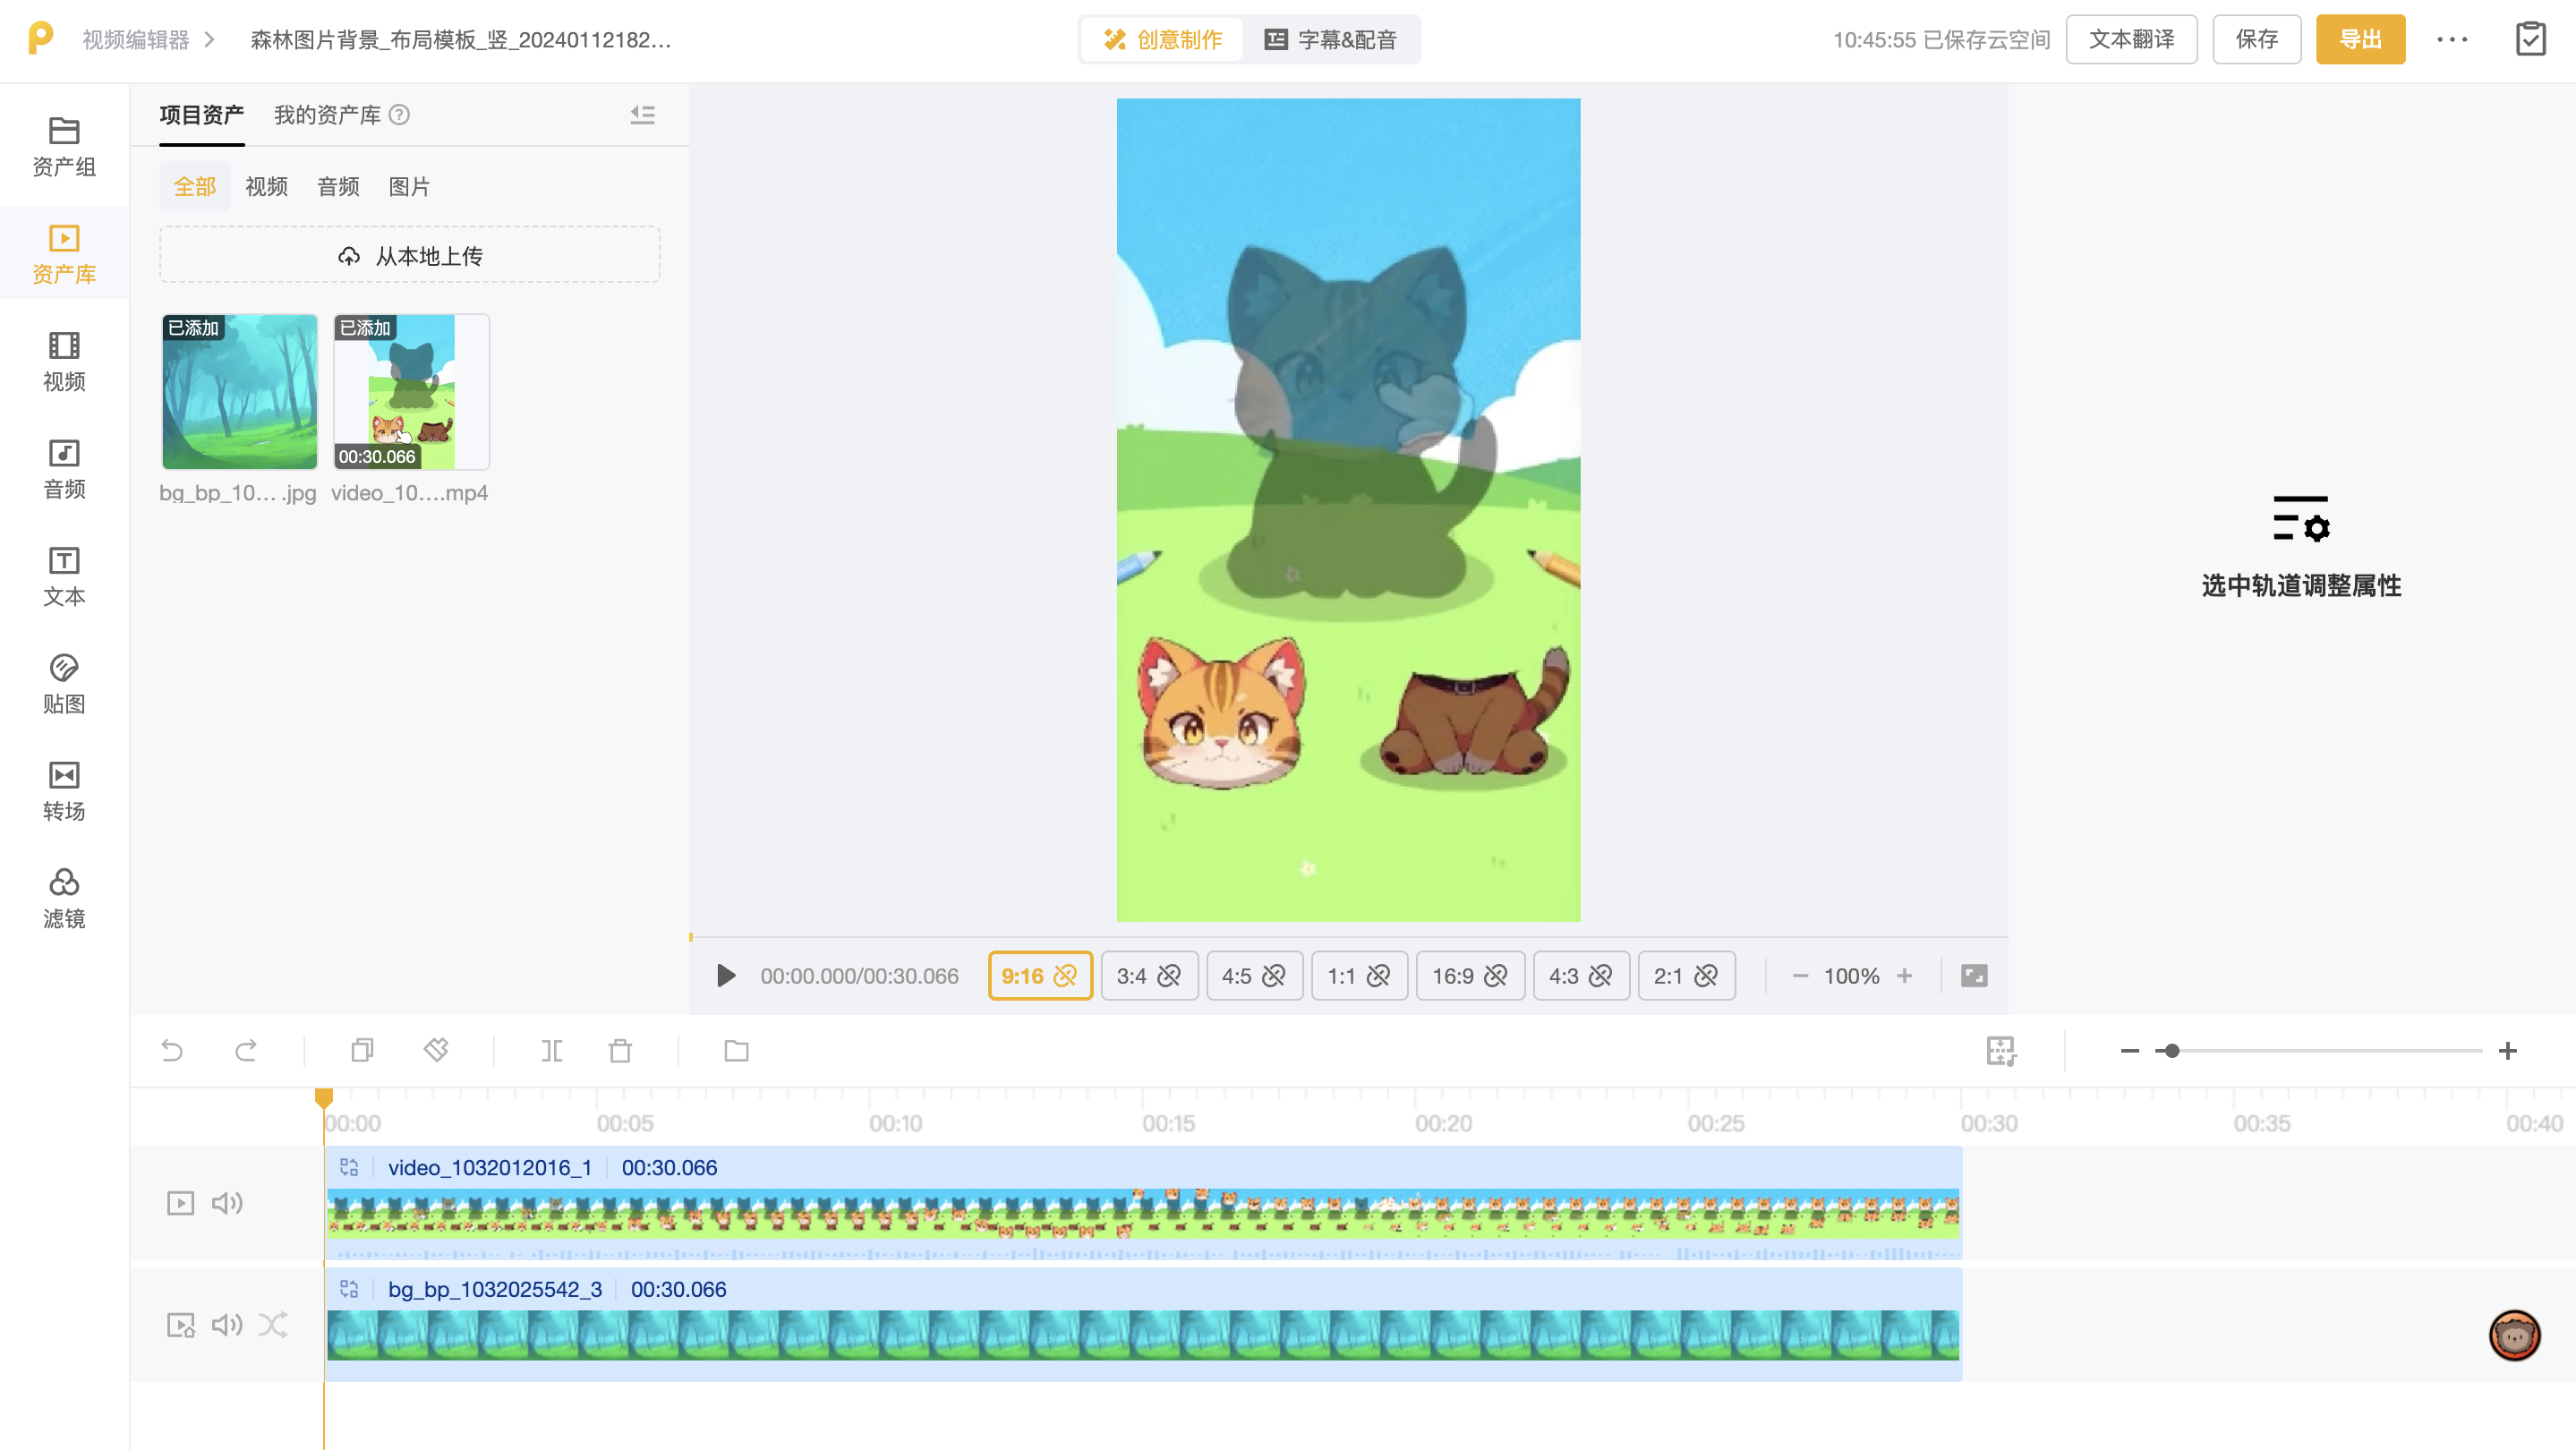 视频编辑器
森林图片背景_布局模板_竖_20240112182...
创意制作
字幕&配音
10:45:55 已保存云空间
文本翻译
保存
导出
资产组
资产库
视频
音频
文本
贴图
转场
滤镜
项目资产
我的资产库
全部
视频
音频
图片
从本地上传
已添加
已添加
00:30.066
bg_bp_10... .jpg
video_10....mp4
选中轨道调整属性
00:00.000/00:30.066
9:16
3:4
4:5
1:1
16:9
4:3
2:1
100%
00:00
00:05
00:10
00:15
00:20
00:25
00:30
00:35
00:40
video_1032012016_1
00:30.066
bg_bp_1032025542_3
00:30.066